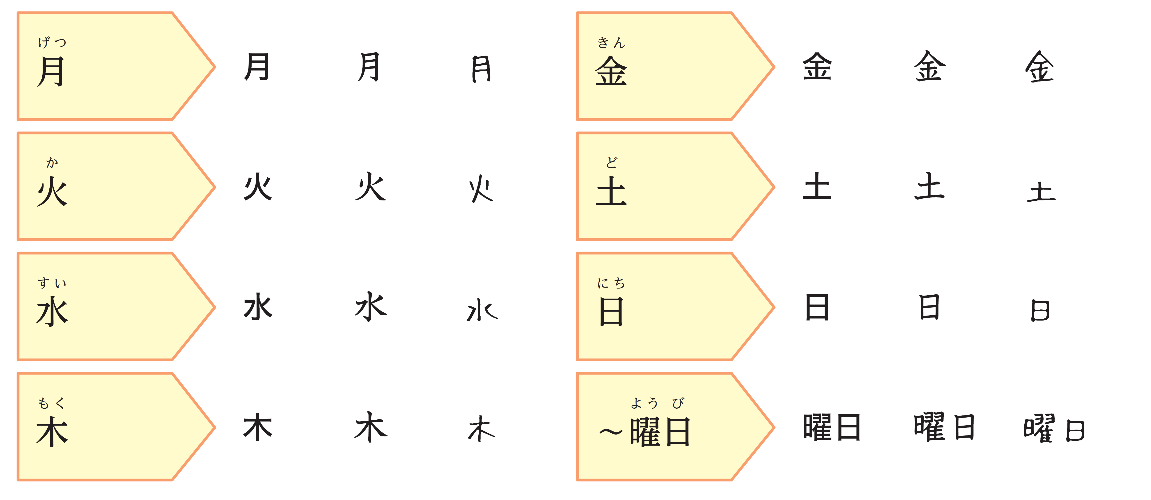 げつ
月 月 月 月
か
火 火 火 火
すい
水 水 水 水
もく
木 木 木 木
きん
金 金 金 金
ど
土 土 土 土
にち
日 日 日 日
ようび
～曜日 曜日 曜日 曜日